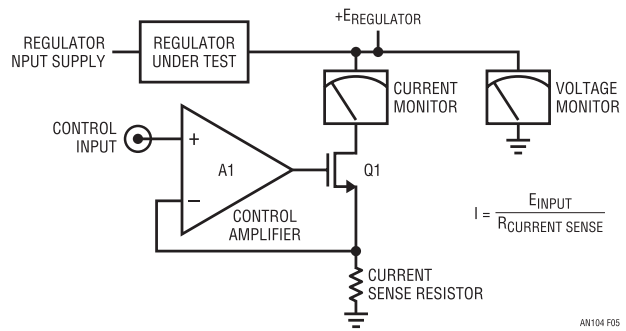 +EREGULATOR
REGULATOR
NPUT SUPPLY
REGULATOR
UNDER TEST
CURRENT
MONITOR
VOLTAGE
MONITOR
CONTROL
INPUT
+
A1
Q1
−
CONTROL
AMPLIFIER
I = EINPUT
RCURRENT SENSE
CURRENT
SENSE RESISTOR
AN104 F05